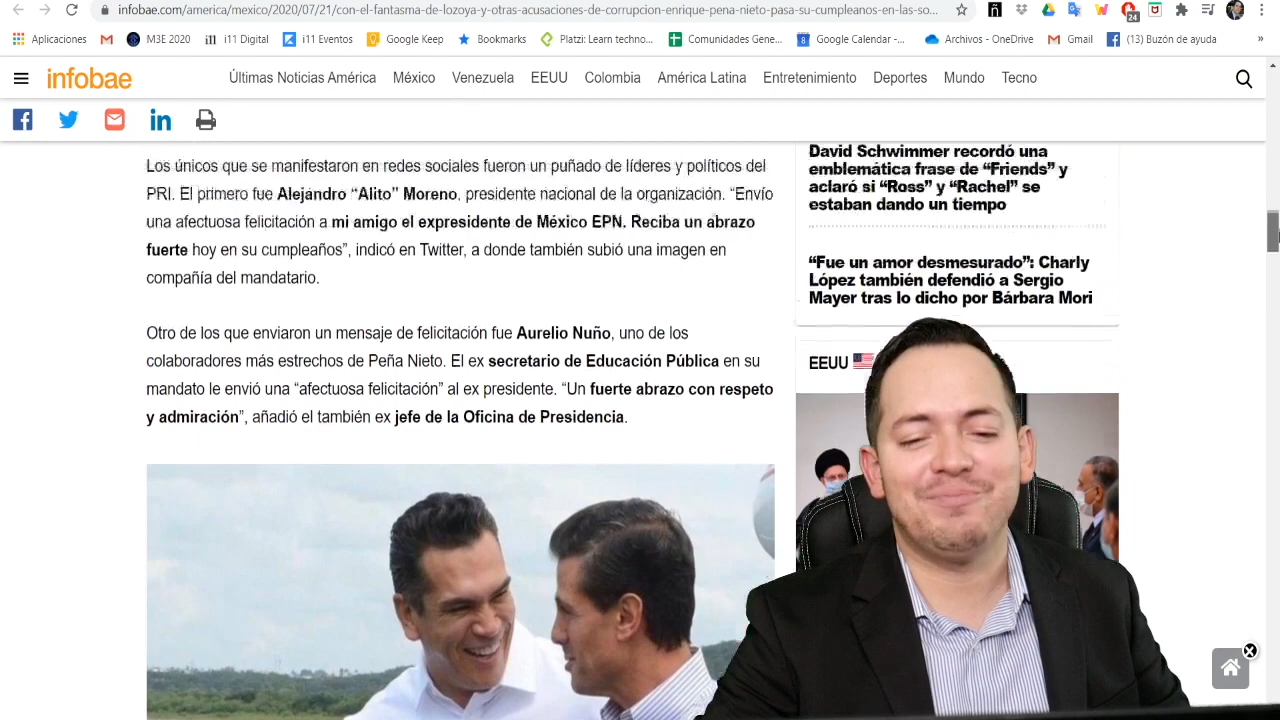 infobae.com/america/mexico/2020/07/21/con-el-fantasma-de-lozoya-y-otras-acusaciones-de-corrupcion-enrique-pena-nieto-pasa-su-cumpleanos-en-las-so...
24
Aplicaciones M3E 2020 i11 Digital i11 Eventos Google Keep Bookmarks Platzi: Learn techno... Comunidades Gene... Google Calendar -... Archivos - OneDrive Gmail (13) Buzón de ayuda »
infobae Últimas Noticias América México Venezuela EEUU Colombia América Latina Entretenimiento Deportes Mundo Tecno
Los únicos que se manifestaron en redes sociales fueron un puñado de líderes y políticos del
PRI. El primero fue Alejandro “Alito” Moreno, presidente nacional de la organización. “Envío
una afectuosa felicitación a mi amigo el expresidente de México EPN. Reciba un abrazo
fuerte hoy en su cumpleaños”, indicó en Twitter, a donde también subió una imagen en
compañía del mandatario.
Otro de los que enviaron un mensaje de felicitación fue Aurelio Nuño, uno de los
colaboradores más estrechos de Peña Nieto. El ex secretario de Educación Pública en su
mandato le envió una “afectuosa felicitación” al ex presidente. “Un fuerte abrazo con respeto
y admiración”, añadió el también ex jefe de la Oficina de Presidencia.
David Schwimmer recordó una
emblemática frase de “Friends” y
aclaró si “Ross” y “Rachel” se
estaban dando un tiempo
“Fue un amor desmesurado”: Charly
López también defendió a Sergio
Mayer tras lo dicho por Bárbara Mori
EEUU